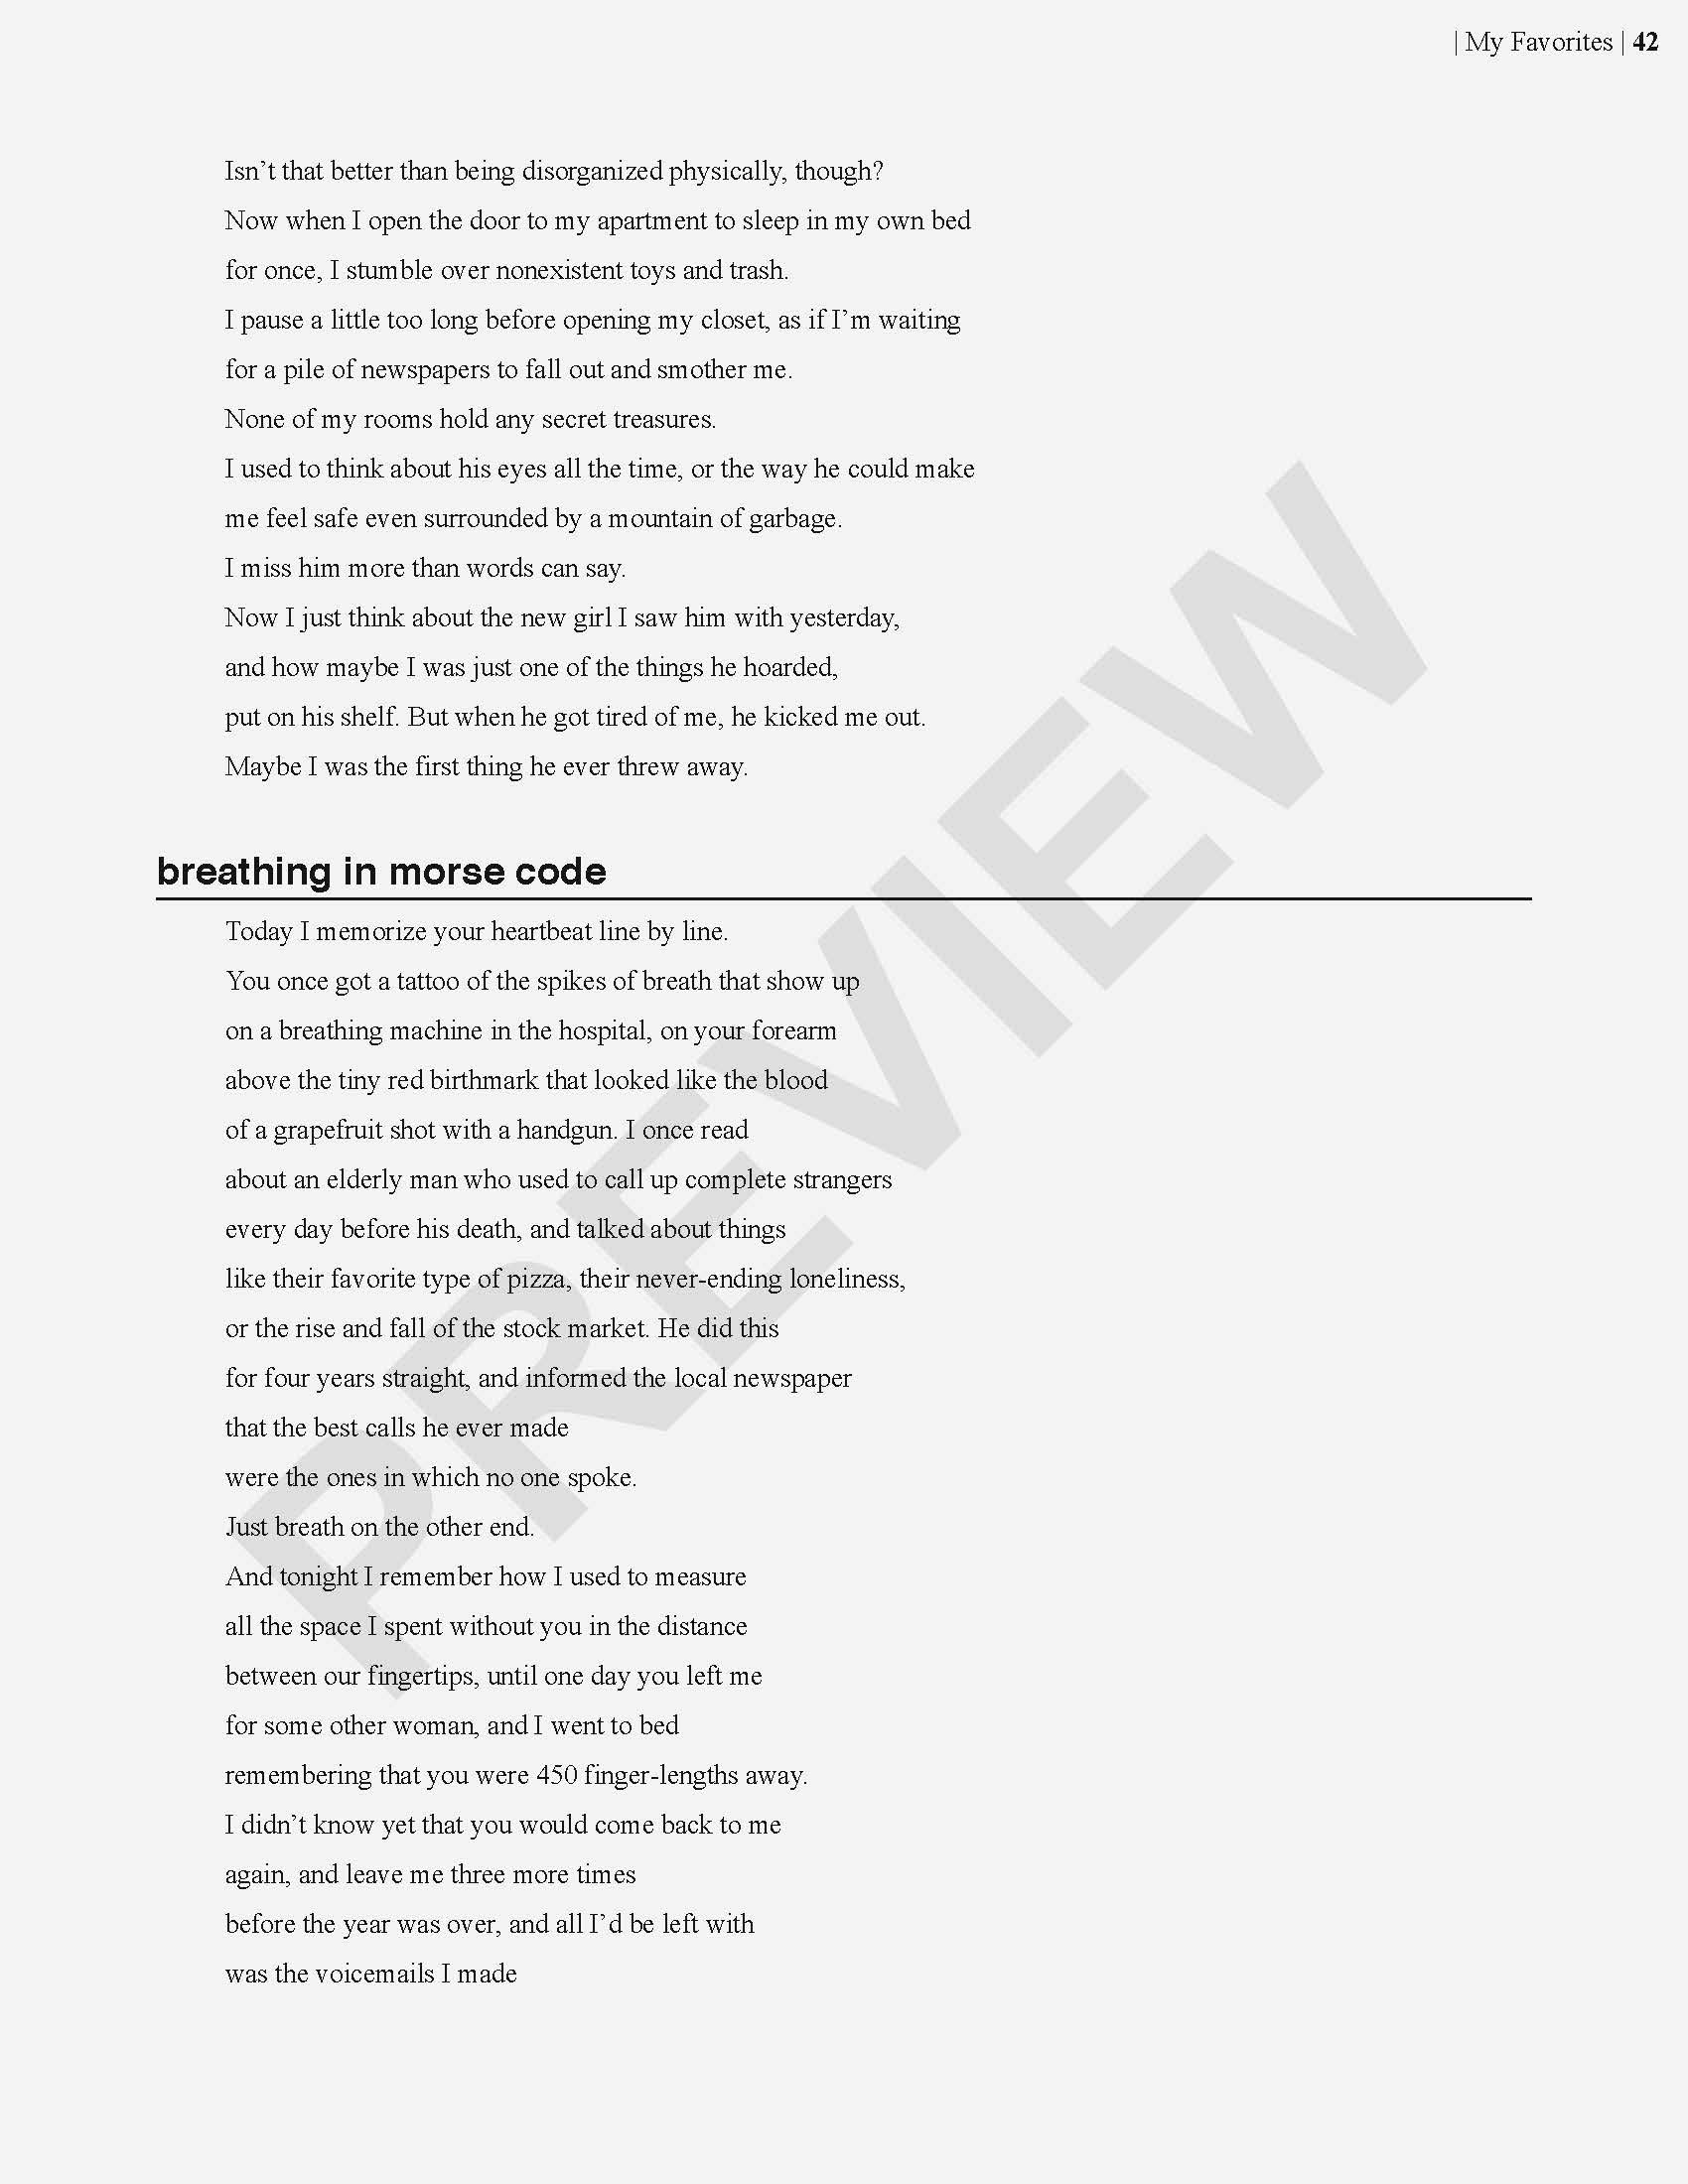 | My Favorites | 42
Isn’t that better than being disorganized physically, though?
Now when I open the door to my apartment to sleep in my own bed
for once, I stumble over nonexistent toys and trash.
I pause a little too long before opening my closet, as if I’m waiting
for a pile of newspapers to fall out and smother me.
None of my rooms hold any secret treasures.
I used to think about his eyes all the time, or the way he could make
me feel safe even surrounded by a mountain of garbage.
I miss him more than words can say.
Now I just think about the new girl I saw him with yesterday,
and how maybe I was just one of the things he hoarded,
put on his shelf. But when he got tired of me, he kicked me out.
Maybe I was the first thing he ever threw away.
breathing in morse code
Today I memorize your heartbeat line by line.
You once got a tattoo of the spikes of breath that show up
on a breathing machine in the hospital, on your forearm
above the tiny red birthmark that looked like the blood
of a grapefruit shot with a handgun. I once read
about an elderly man who used to call up complete strangers
every day before his death, and talked about things
like their favorite type of pizza, their never-ending loneliness,
or the rise and fall of the stock market. He did this
for four years straight, and informed the local newspaper
that the best calls he ever made
were the ones in which no one spoke.
Just breath on the other end.
And tonight I remember how I used to measure
all the space I spent without you in the distance
between our fingertips, until one day you left me
for some other woman, and I went to bed
remembering that you were 450 finger-lengths away.
I didn’t know yet that you would come back to me
again, and leave me three more times
before the year was over, and all I’d be left with
was the voicemails I made
PREVIEW